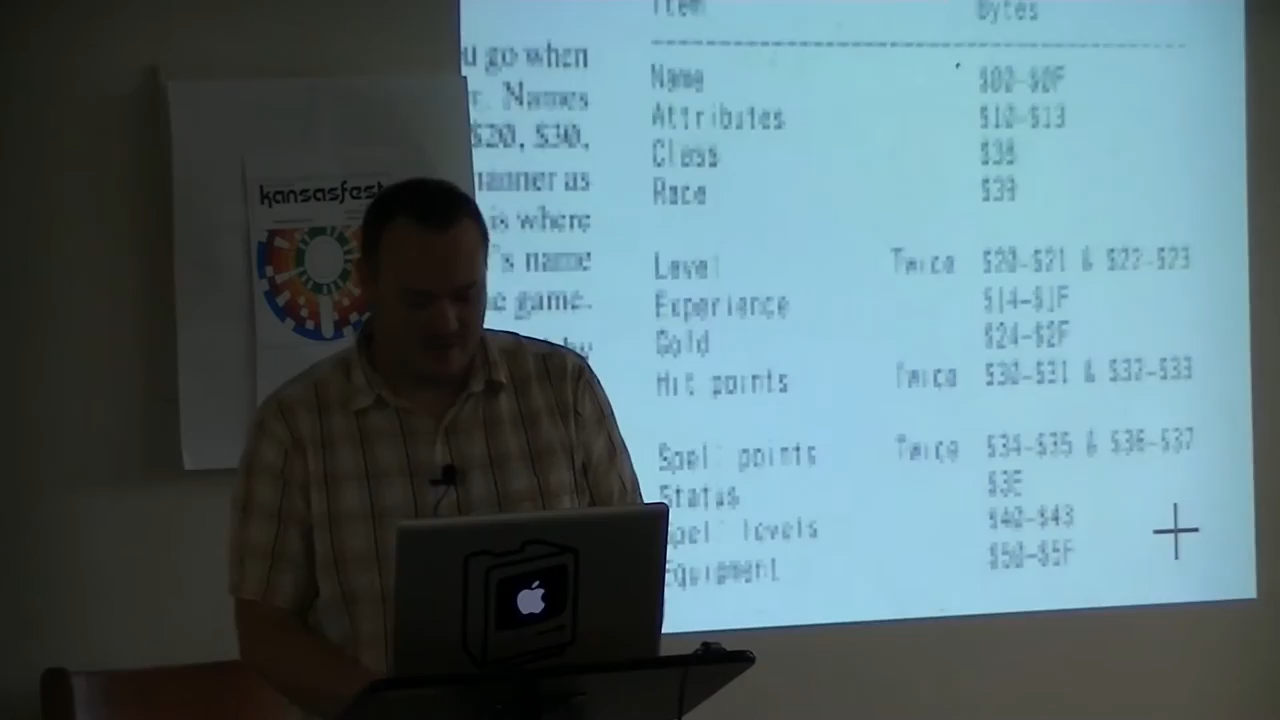 kansasfest
u go when
r. Names
$20, $30,
nanner as
is where
's name
e game.
by
Item Bytes
Name $00-$0F
Attributes $10-$13
Class $38
Race $39
Level Twice $20-$21 & $22-$23
Experience $14-$1F
Gold $24-$2F
Hit points Twice $30-$31 & $32-$33
Spell points Twice $34-$35 & $36-$37
Status $3E
Spell levels $40-$43
Equipment $50-$5F